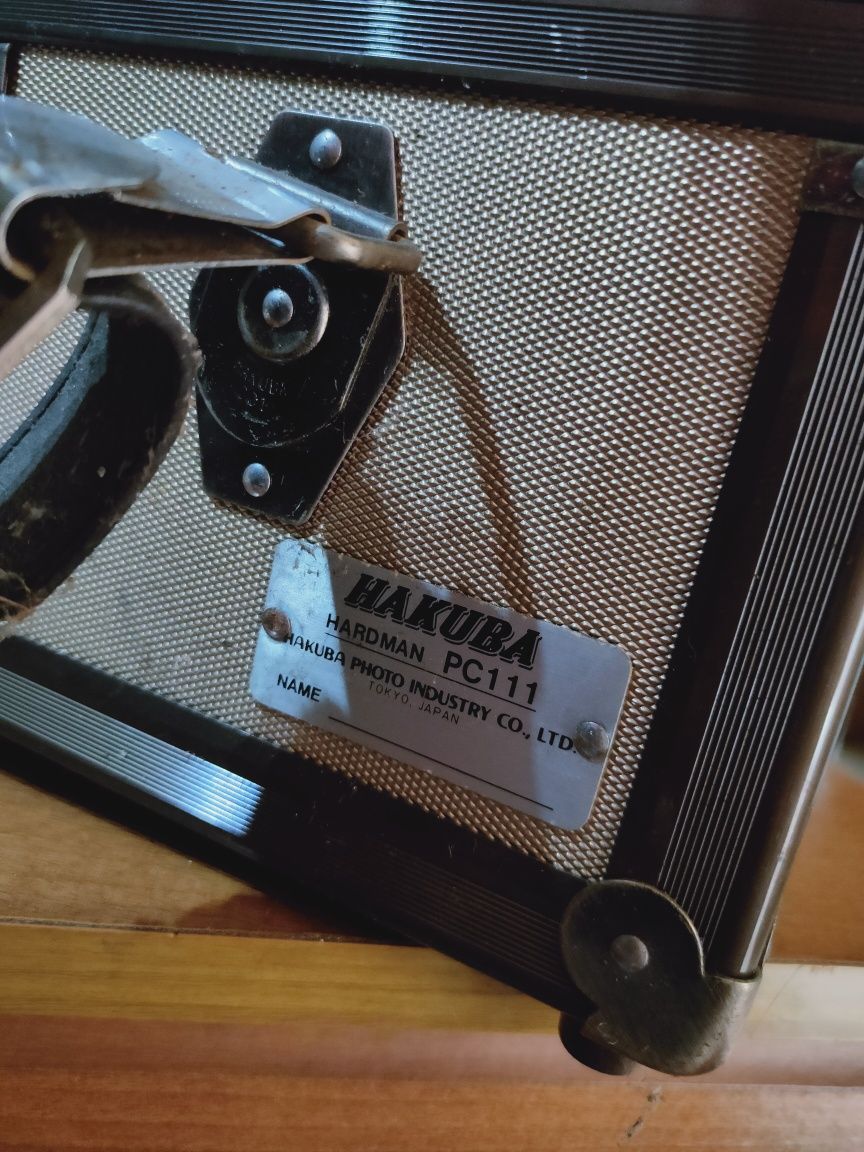 HAKUBA
HARDMAN PC111
HAKUBA PHOTO INDUSTRY CO., LTD.
TOKYO, JAPAN
NAME